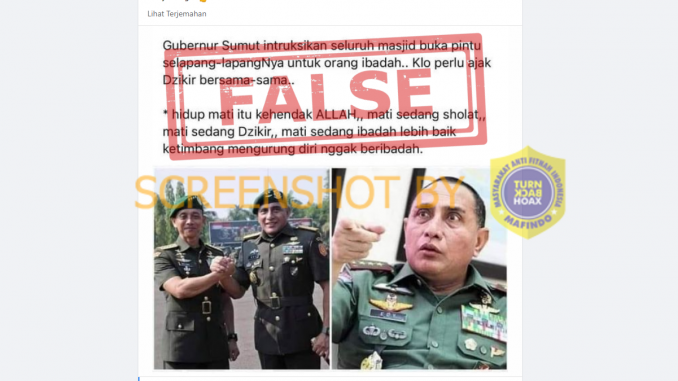 Lihat Terjemahan
Gubernur Sumut intruksikan seluruh masjid buka pintu
selapang-lapangNya untuk orang ibadah.. Klo perlu ajak
Dzikir bersama-sama..
FALSE
* hidup mati itu kehendak ALLAH,, mati sedang sholat,,
mati sedang Dzikir,, mati sedang ibadah lebih baik
ketimbang mengurung diri nggak beribadah.
SCREENSHOT BY
MASYARAKAT ANTI FITNAH INDONESIA
TURN
BACK
HOAX
MAFINDO